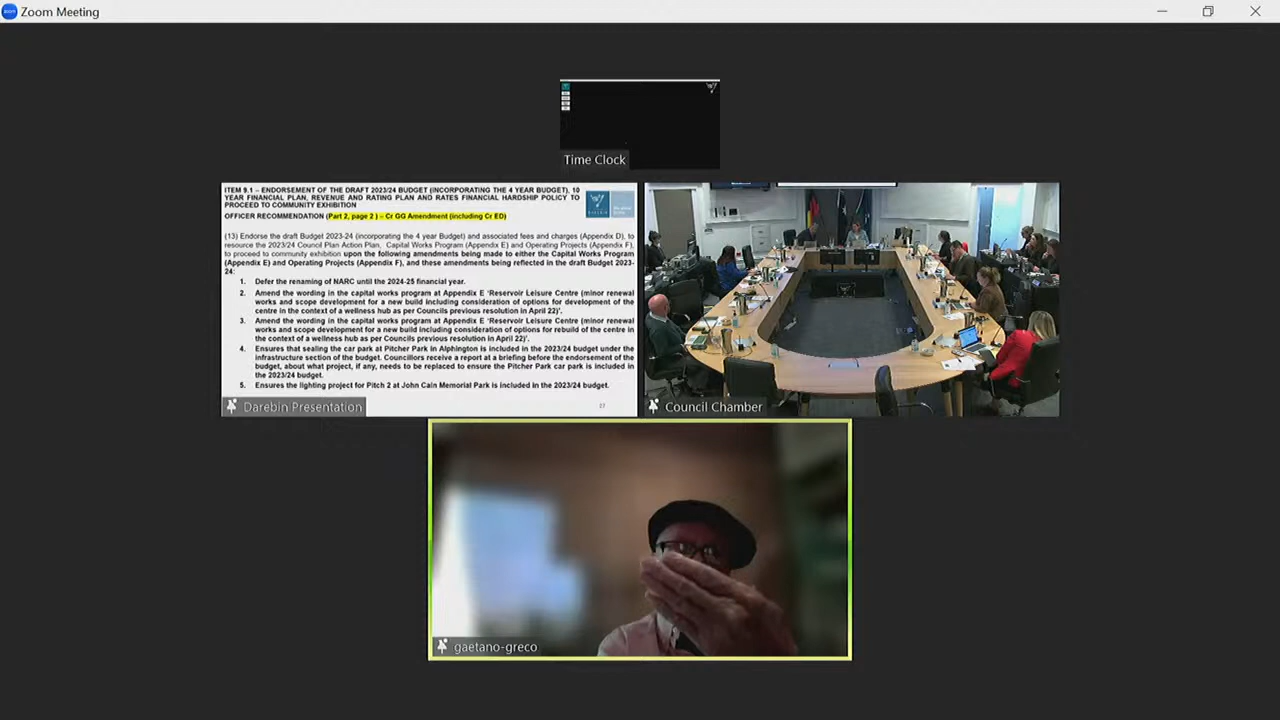 Zoom Meeting
Time Clock
ITEM 9.1 – ENDORSEMENT OF THE DRAFT 2023/24 BUDGET (INCORPORATING THE 4 YEAR BUDGET), 10
YEAR FINANCIAL PLAN, REVENUE AND RATING PLAN AND RATES FINANCIAL HARDSHIP POLICY TO
PROCEED TO COMMUNITY EXHIBITION
OFFICER RECOMMENDATION (Part 2, page 2 ) – Cr GG Amendment (including Cr ED)
(13) Endorse the draft Budget 2023-24 (incorporating the 4 year Budget) and associated fees and charges (Appendix D), to
resource the 2023/24 Council Plan Action Plan, Capital Works Program (Appendix E) and Operating Projects (Appendix F),
to proceed to community exhibition upon the following amendments being made to either the Capital Works Program
(Appendix E) and Operating Projects (Appendix F), and these amendments being reflected in the draft Budget 2023-
24:
1. Defer the renaming of NARC until the 2024-25 financial year.
2. Amend the wording in the capital works program at Appendix E 'Reservoir Leisure Centre (minor renewal
works and scope development for a new build including consideration of options for development of the
centre in the context of a wellness hub as per Councils previous resolution in April 22)'.
3. Amend the wording in the capital works program at Appendix E 'Reservoir Leisure Centre (minor renewal
works and scope development for a new build including consideration of options for rebuild of the centre in
the context of a wellness hub as per Councils previous resolution in April 22)'.
4. Ensures that sealing the car park at Pitcher Park in Alphington is included in the 2023/24 budget under the
infrastructure section of the budget. Councillors receive a report at a briefing before the endorsement of the
budget, about what project, if any, needs to be replaced to ensure the Pitcher Park car park is included in
the 2023/24 budget.
5. Ensures the lighting project for Pitch 2 at John Cain Memorial Park is included in the 2023/24 budget.
27
Darebin Presentation
Council Chamber
gaetano-greco